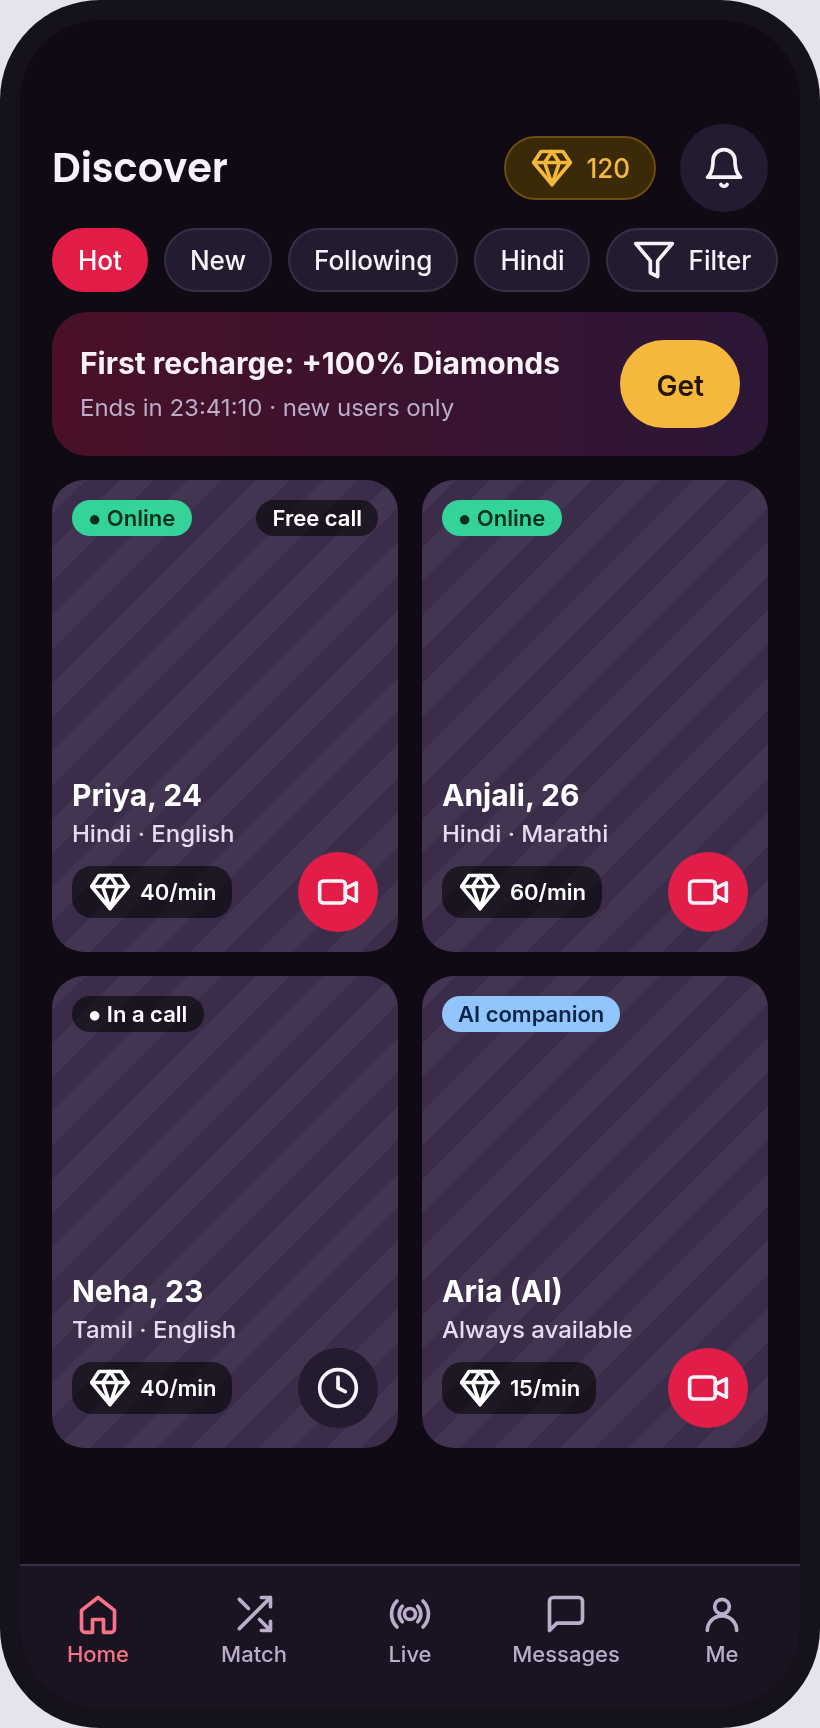 Discover
120
Hot
New
Following
Hindi
Filter
First recharge: +100% Diamonds
Ends in 23:41:10 · new users only
Get
● Online
Free call
Priya, 24
Hindi · English
40/min
● Online
Anjali, 26
Hindi · Marathi
60/min
● In a call
Neha, 23
Tamil · English
40/min
AI companion
Aria (AI)
Always available
15/min
Home
Match
Live
Messages
Me